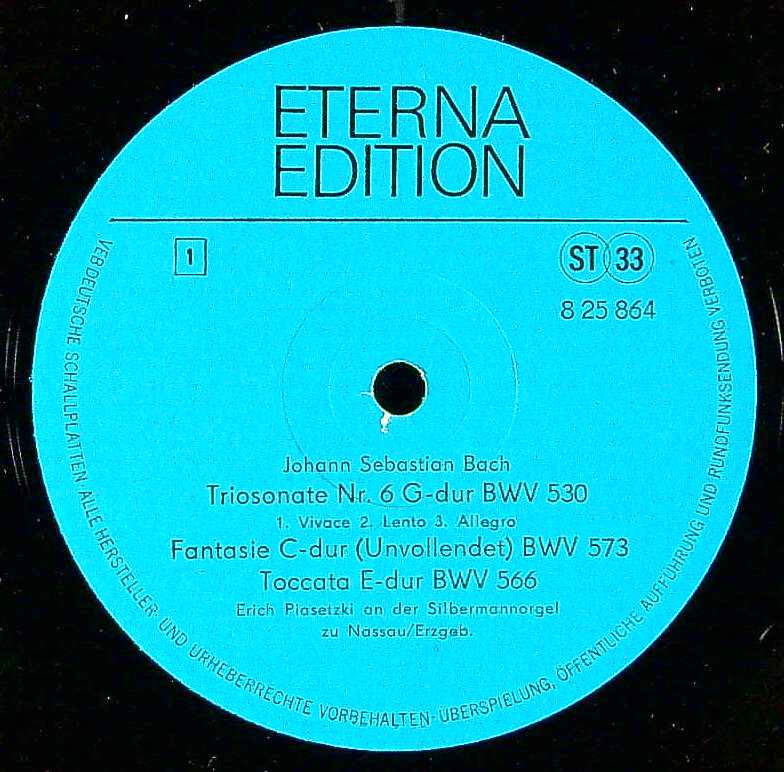 ETERNA
EDITION
1
ST 33
8 25 864
Johann Sebastian Bach
Triosonate Nr. 6 G-dur BWV 530
1. Vivace 2. Lento 3. Allegro
Fantasie C-dur (Unvollendet) BWV 573
Toccata E-dur BWV 566
Erich Piasetzki an der Silbermannorgel
zu Nassau/Erzgeb.
VEB DEUTSCHE SCHALLPLATTEN · ALLE HERSTELLER- UND URHEBERRECHTE VORBEHALTEN · ÜBERSPIELUNG, ÖFFENTLICHE AUFFÜHRUNG UND RUNDFUNKSENDUNG VERBOTEN